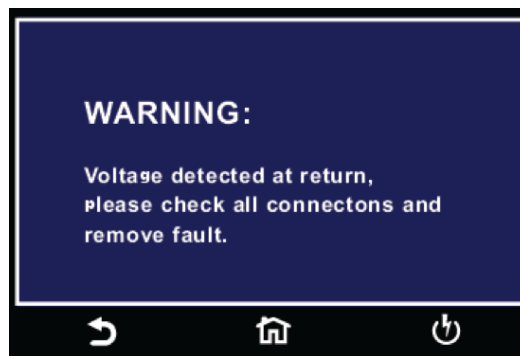 WARNING:
Voltage detected at return,
Please check all connectons and
remove fault.